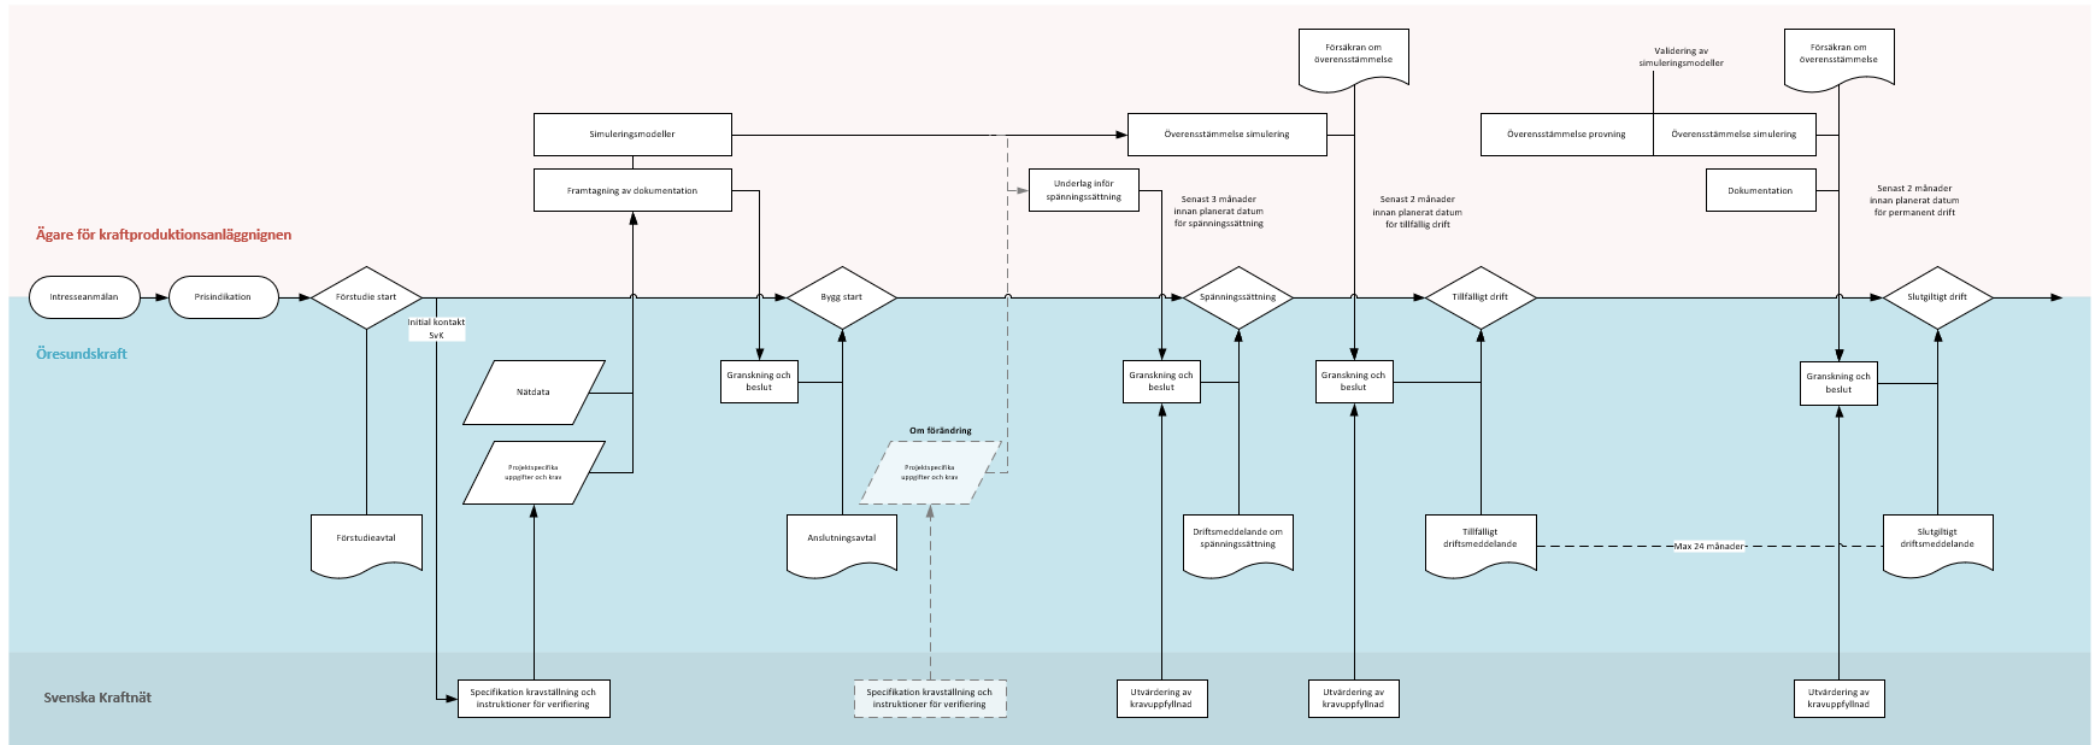 Försäkran om
överensstämmelse
Validering av
simuleringsmodeller
Försäkran om
överensstämmelse
Simuleringsmodeller
Överensstämmelse simulering
Överensstämmelse provning
Överensstämmelse simulering
Framtagning av dokumentation
Underlag inför
spänningssättning
Senast 3 månader
innan planerat datum
för spänningssättning
Senast 2 månader
innan planerat datum
för tillfällig drift
Dokumentation
Senast 2 månader
innan planerat datum
för permanent drift
Ägare för kraftproduktionsanläggnignen
Intresseanmälan
Prisindikation
Förstudie start
Bygg start
Spänningssättning
Tillfälligt drift
Slutgiltigt drift
Initial kontakt
SvK
Öresundskraft
Nätdata
Granskning och
beslut
Granskning och
beslut
Granskning och
beslut
Granskning och
beslut
Om förändring
Projektspecifika
uppgifter och krav
Projektspecifika
uppgifter och krav
Förstudieavtal
Anslutningsavtal
Driftsmeddelande om
spänningssättning
Tillfälligt
driftsmeddelande
Max 24 månader
Slutgiltigt
driftsmeddelande
Svenska Kraftnät
Specifikation kravställning och
instruktioner för verifiering
Specifikation kravställning och
instruktioner för verifiering
Utvärdering av
kravuppfyllnad
Utvärdering av
kravuppfyllnad
Utvärdering av
kravuppfyllnad